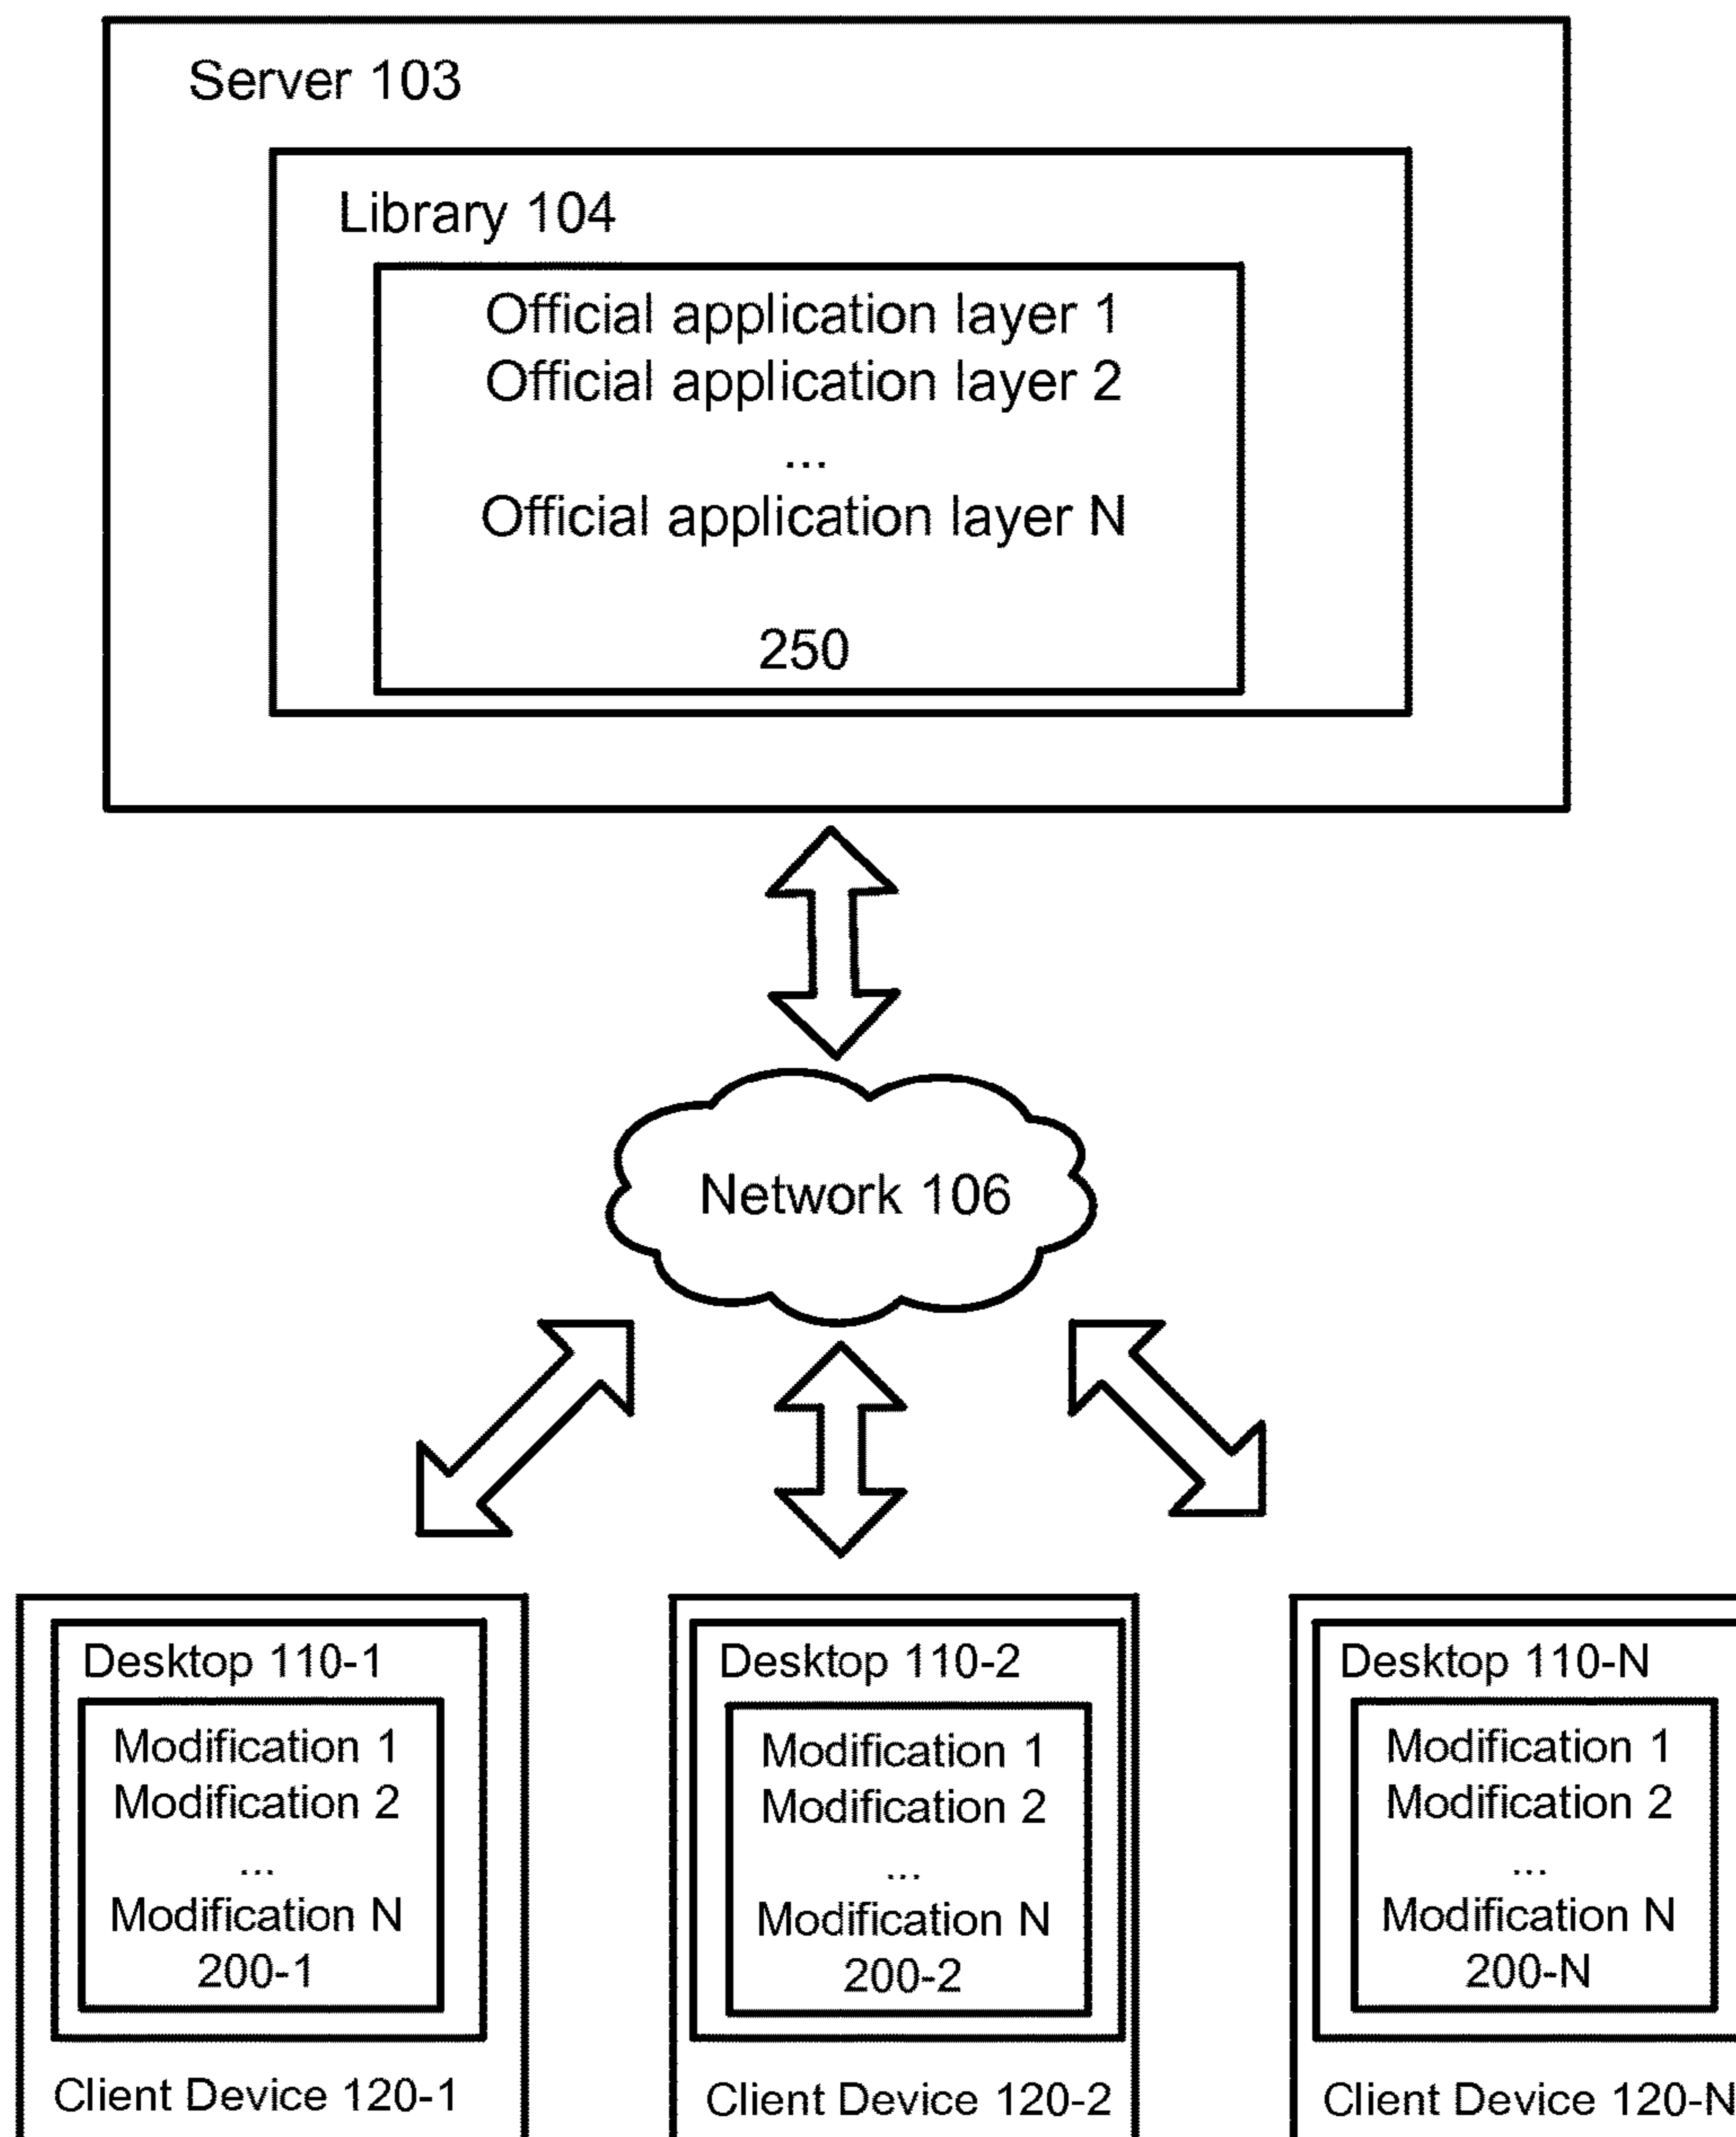 Server 103
Library 104
Official application layer 1
Official application layer 2
...
Official application layer N
250
Network 106
Desktop 110-1
Modification 1
Modification 2
...
Modification N
200-1
Client Device 120-1
Desktop 110-2
Modification 1
Modification 2
...
Modification N
200-2
Client Device 120-2
Desktop 110-N
Modification 1
Modification 2
...
Modification N
200-N
Client Device 120-N